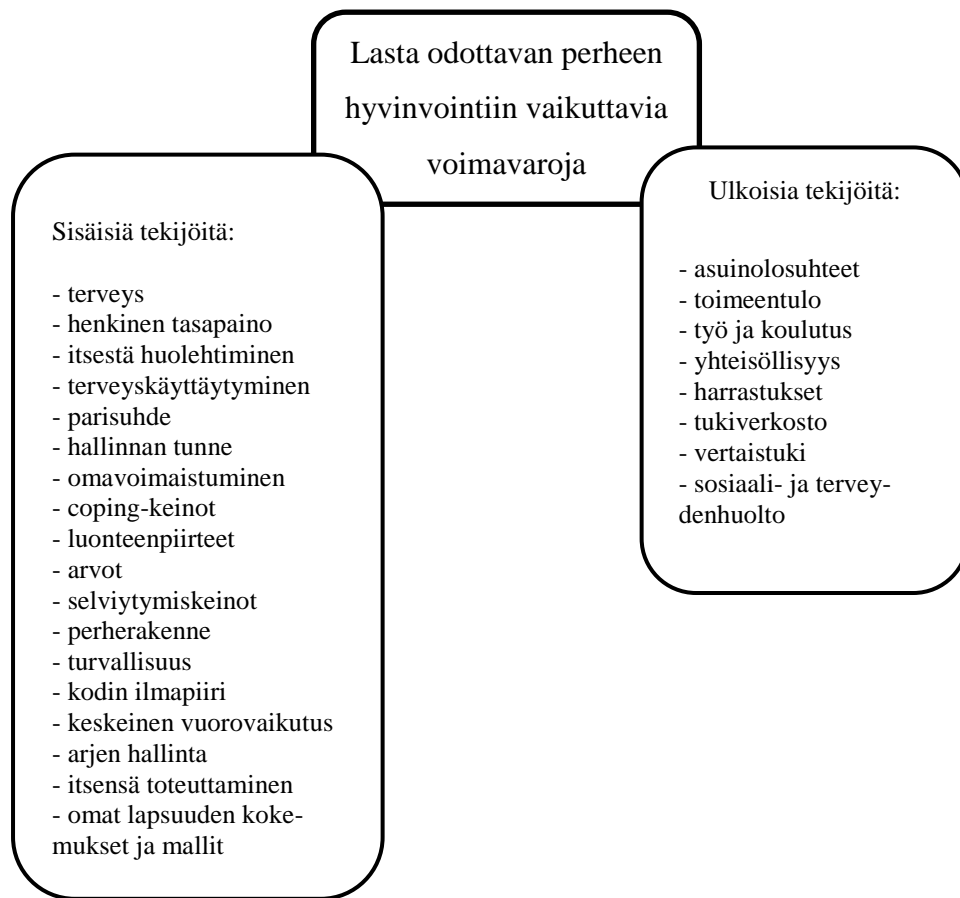 Lasta odottavan perheen
hyvinvointiin vaikuttavia
voimavaroja
Sisäisiä tekijöitä:
- terveys
- henkinen tasapaino
- itsestä huolehtiminen
- terveyskäyttäytyminen
- parisuhde
- hallinnan tunne
- omavoimaistuminen
- coping-keinot
- luonteenpiirteet
- arvot
- selviytymiskeinot
- perherakenne
- turvallisuus
- kodin ilmapiiri
- keskeinen vuorovaikutus
- arjen hallinta
- itsensä toteuttaminen
- omat lapsuuden koke-
mukset ja mallit
Ulkoisia tekijöitä:
- asuinolosuhteet
- toimeentulo
- työ ja koulutus
- yhteisöllisyys
- harrastukset
- tukiverkosto
- vertaistuki
- sosiaali- ja tervey-
denhuolto